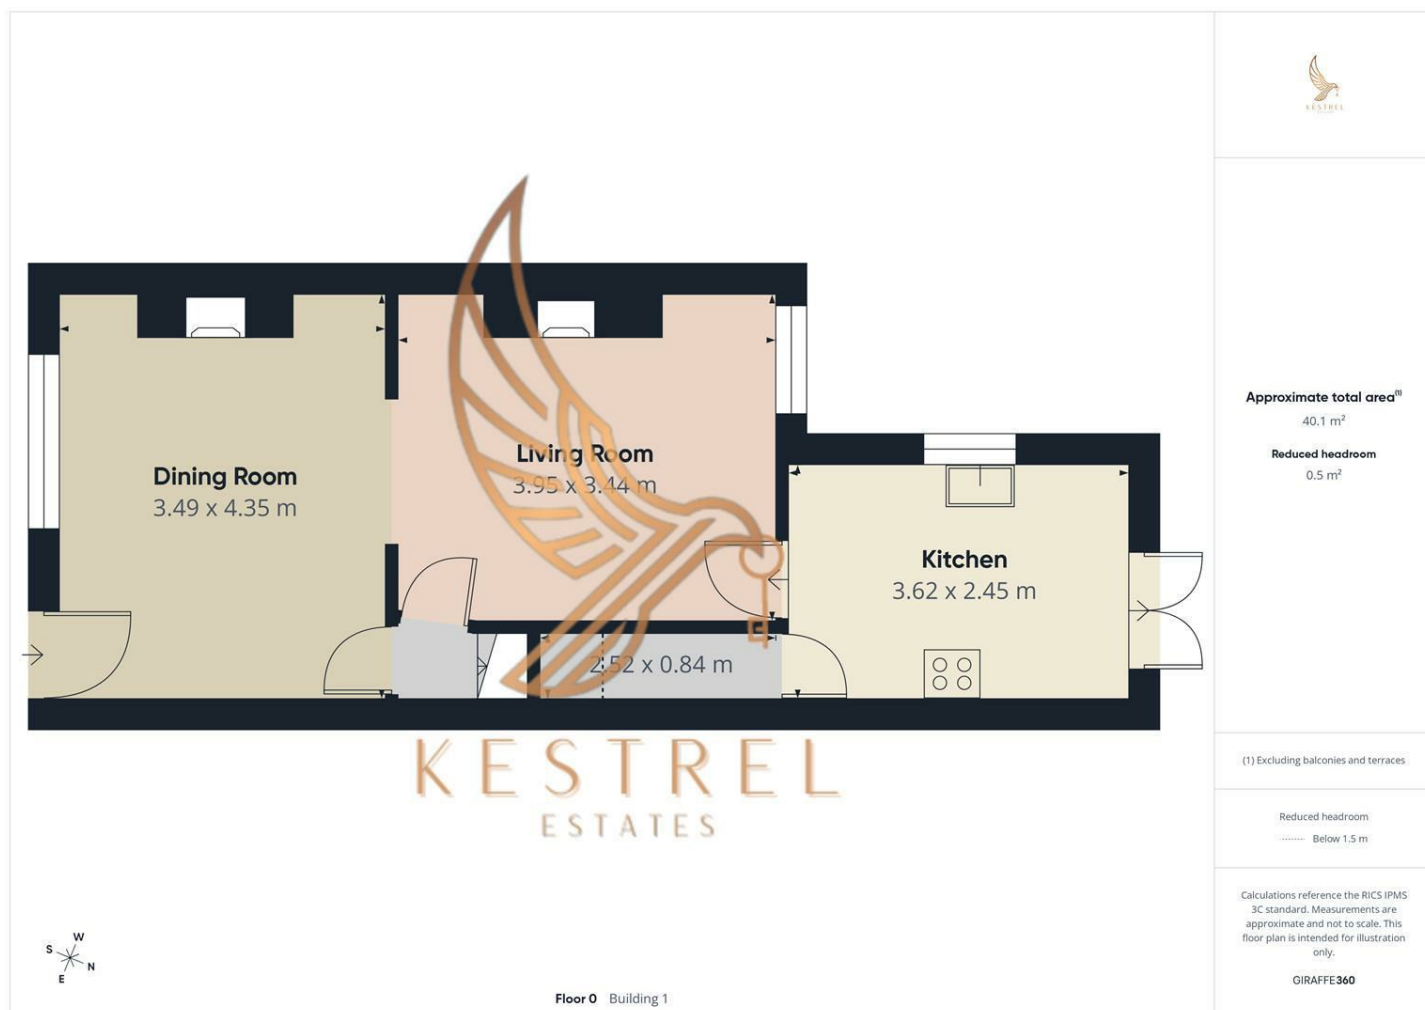 KESTREL
Approximate total area(1)
40.1 m²
Reduced headroom
0.5 m²
Dining Room
3.49 x 4.35 m
Living Room
3.95 x 3.44 m
Kitchen
3.62 x 2.45 m
2.52 x 0.84 m
KESTREL
ESTATES
(1) Excluding balconies and terraces
Reduced headroom
Below 1.5 m
Calculations reference the RICS IPMS
3C standard. Measurements are
approximate and not to scale. This
floor plan is intended for illustration
only.
GIRAFFE360
W
S
N
E
Floor 0 Building 1